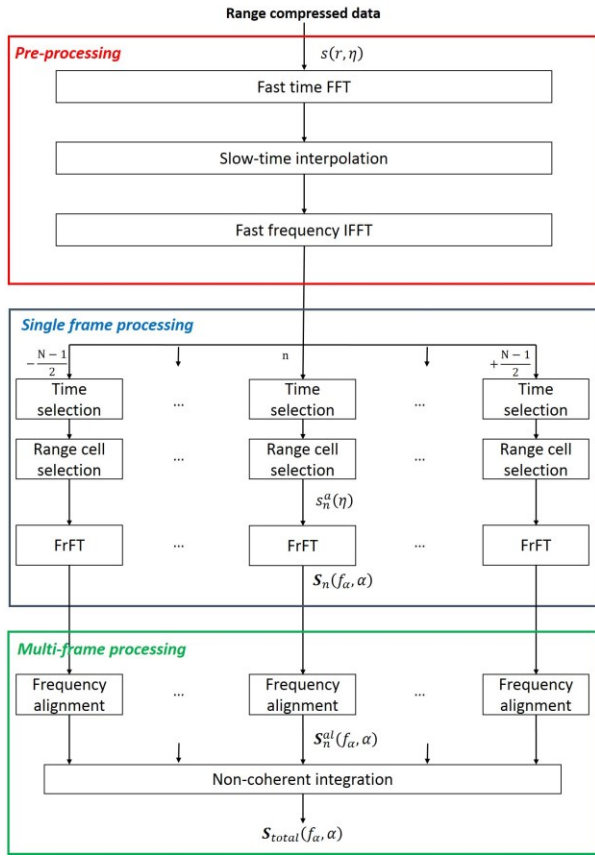 Range compressed data
Pre-processing
s(r, η)
Fast time FFT
Slow-time interpolation
Fast frequency IFFT
Single frame processing
−(N − 1)/2
n
+(N − 1)/2
Time selection ... Time selection ... Time selection
Range cell selection ... Range cell selection ... Range cell selection
s_n^a(η)
FrFT ... FrFT ... FrFT
S_n(f_α, α)
Multi-frame processing
Frequency alignment ... Frequency alignment ... Frequency alignment
S_n^{al}(f_α, α)
Non-coherent integration
S_{total}(f_α, α)